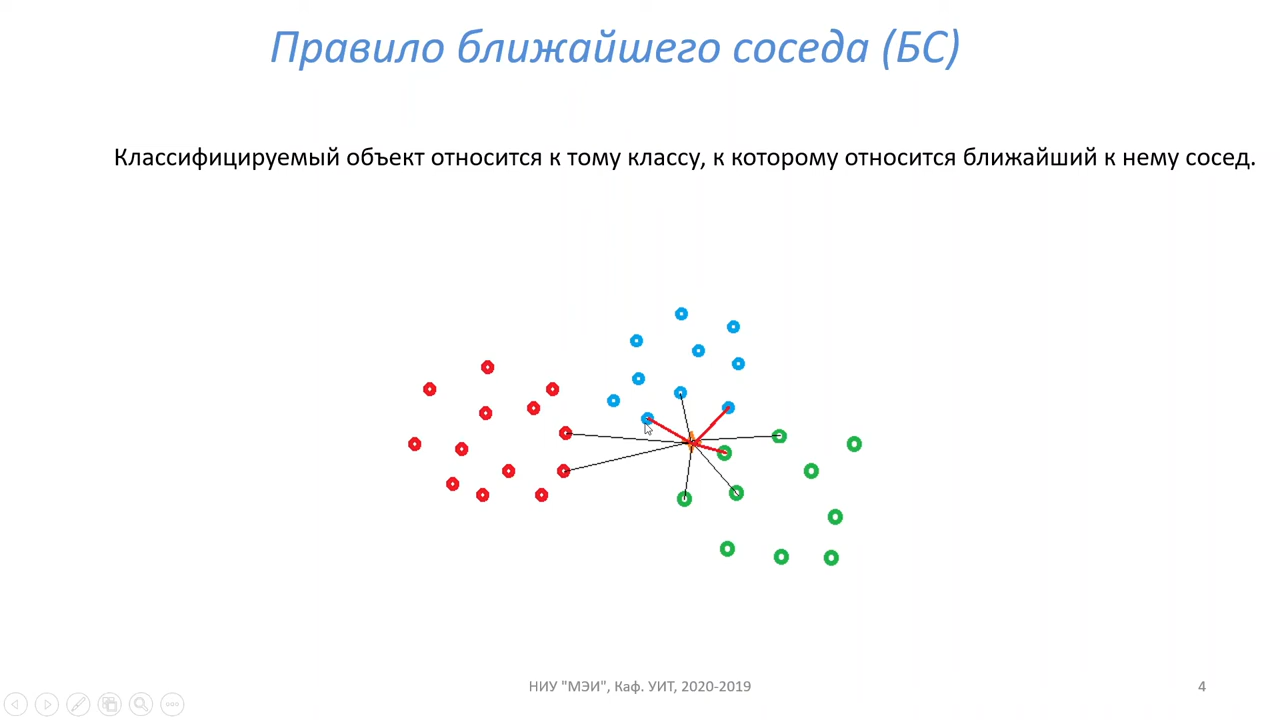 Правило ближайшего соседа (БС)
Классифицируемый объект относится к тому классу, к которому относится ближайший к нему сосед.
НИУ "МЭИ", Каф. УИТ, 2020-2019
4